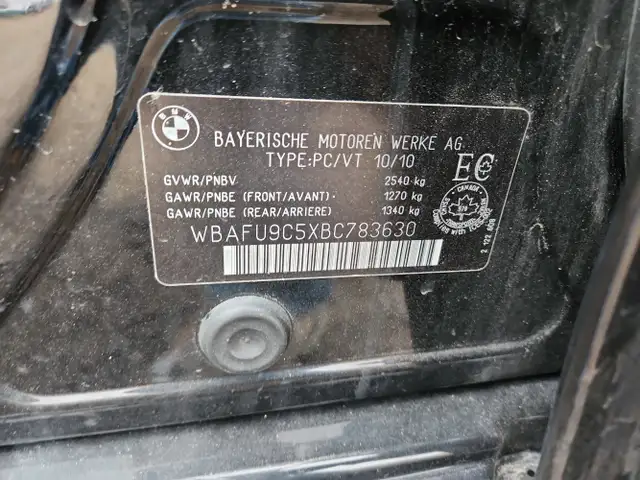 BMW
BAYERISCHE MOTOREN WERKE AG
TYPE:PC/VT 10/10
GVWR/PNBV 2540 kg
GAWR/PNBE (FRONT/AVANT) 1270 kg
GAWR/PNBE (REAR/ARRIERE) 1340 kg
WBAFU9C5XBC783630
EC
CANADA